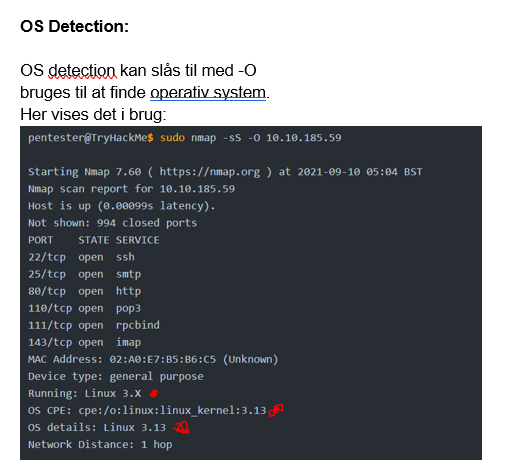 OS Detection:
OS detection kan slås til med -O
bruges til at finde operativ system.
Her vises det i brug:
pentester@TryHackMe$ sudo nmap -sS -O 10.10.185.59
Starting Nmap 7.60 ( https://nmap.org ) at 2021-09-10 05:04 BST
Nmap scan report for 10.10.185.59
Host is up (0.00099s latency).
Not shown: 994 closed ports
PORT    STATE SERVICE
22/tcp  open  ssh
25/tcp  open  smtp
80/tcp  open  http
110/tcp open  pop3
111/tcp open  rpcbind
143/tcp open  imap
MAC Address: 02:A0:E7:B5:B6:C5 (Unknown)
Device type: general purpose
Running: Linux 3.X
OS CPE: cpe:/o:linux:linux_kernel:3.13
OS details: Linux 3.13
Network Distance: 1 hop